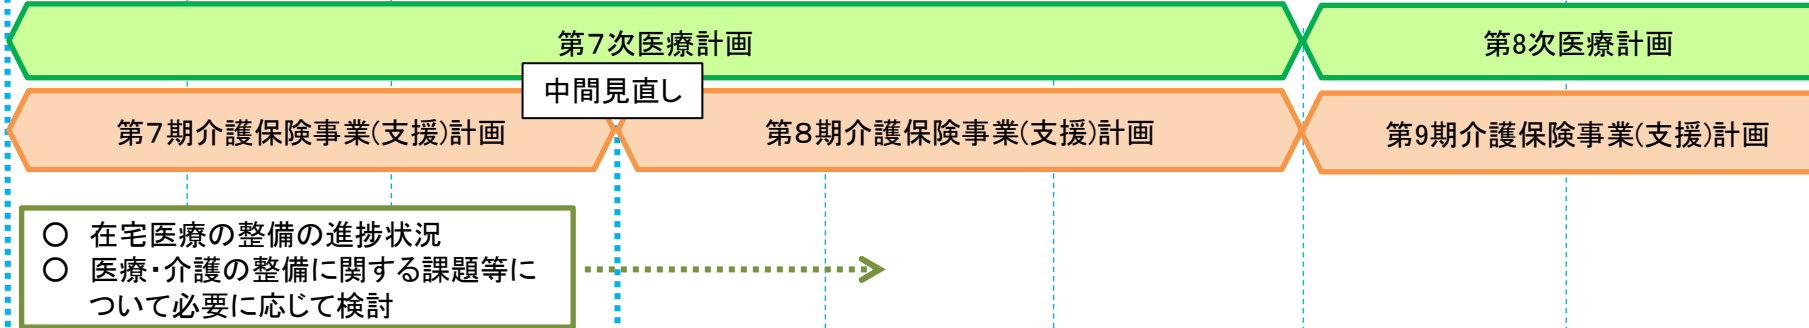 第７次医療計画
第8次医療計画
中間見直し
第７期介護保険事業(支援)計画
第８期介護保険事業(支援)計画
第9期介護保険事業(支援)計画
○ 在宅医療の整備の進捗状況
○ 医療・介護の整備に関する課題等に
ついて必要に応じて検討